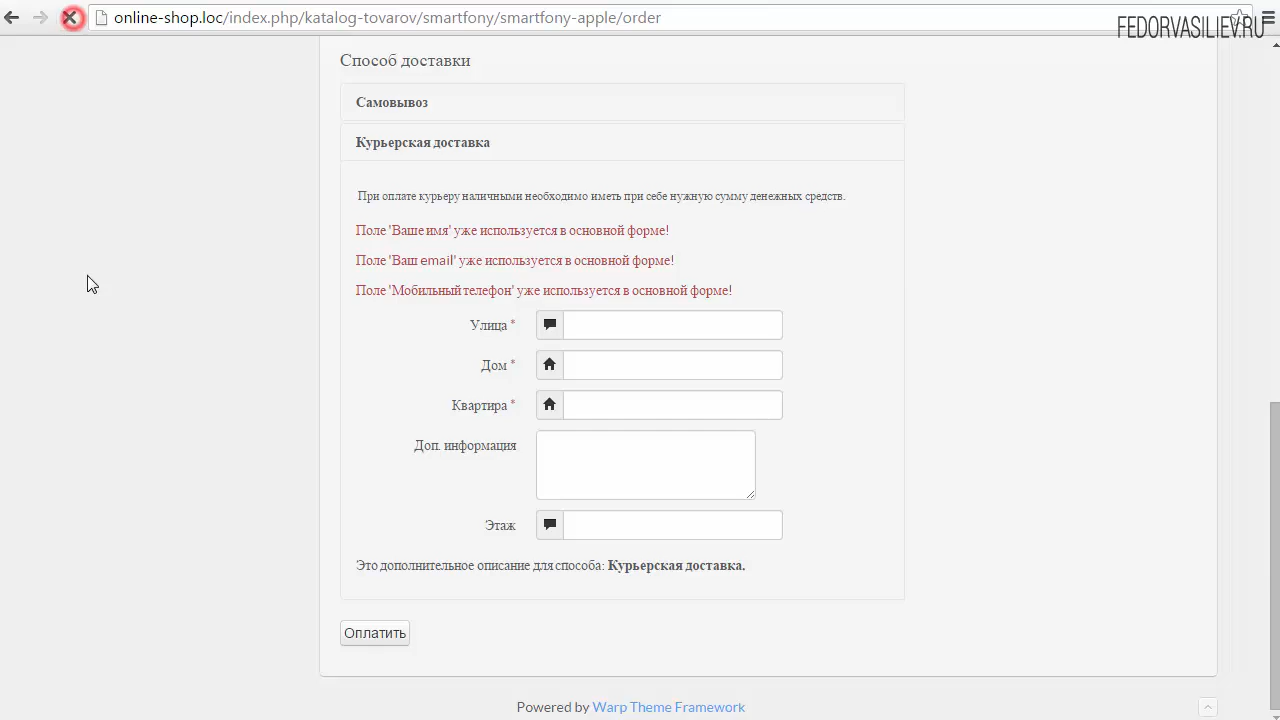 online-shop.loc/index.php/katalog-tovarov/smartfony/smartfony-apple/order
FEDORVASILIEV.RU
Способ доставки
Самовывоз
Курьерская доставка
При оплате курьеру наличными необходимо иметь при себе нужную сумму денежных средств.
Поле 'Ваше имя' уже используется в основной форме!
Поле 'Ваш email' уже используется в основной форме!
Поле 'Мобильный телефон' уже используется в основной форме!
Улица *
Дом *
Квартира *
Доп. информация
Этаж
Это дополнительное описание для способа: Курьерская доставка.
Оплатить
Powered by Warp Theme Framework